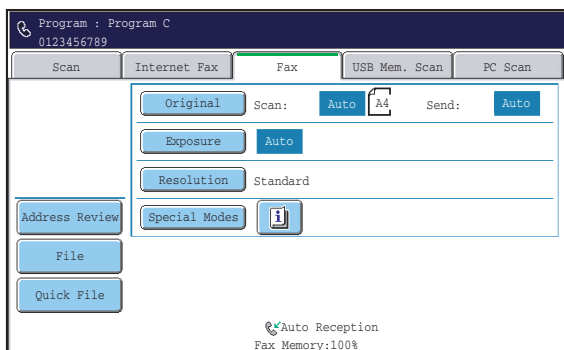 Program : Program C
0123456789
Scan Internet Fax Fax USB Mem. Scan PC Scan
Original Scan: Auto A4 Send: Auto
Exposure Auto
Resolution Standard
Address Review Special Modes
File
Quick File
Auto Reception
Fax Memory:100%